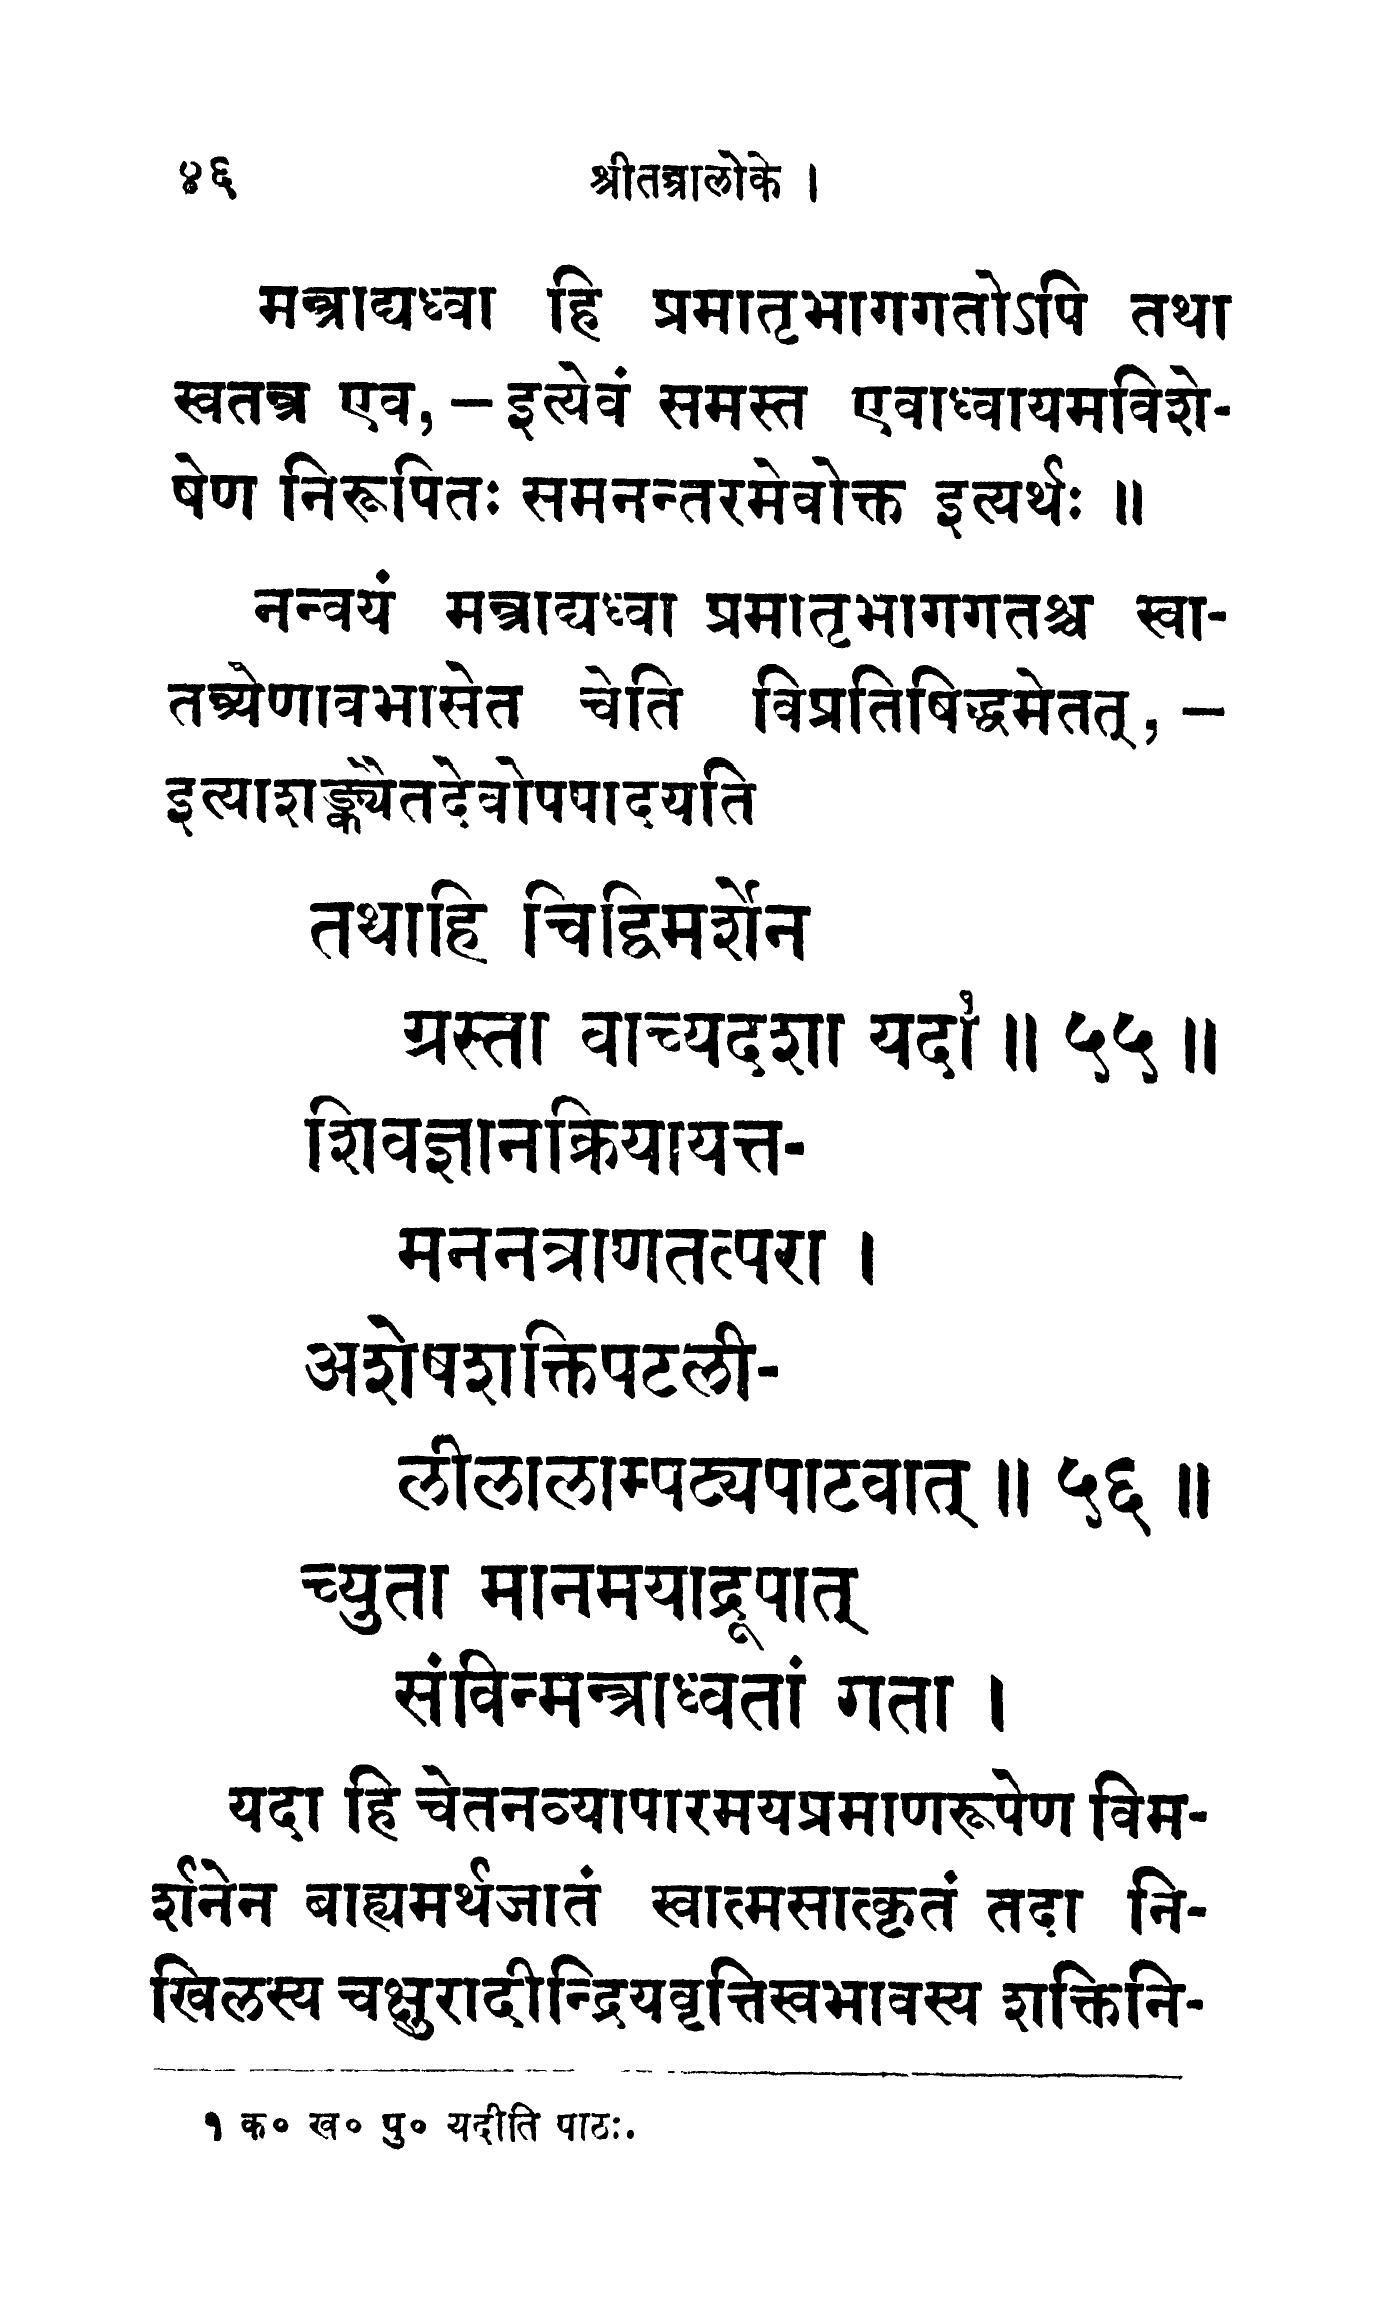 ४६ श्रीतन्त्रालोके ।
मन्त्राद्यध्वा हि प्रमातृभागगतोऽपि तथा
स्वतन्त्र एव, – इत्येवं समस्त एवाध्वायमविशे-
षेण निरूपितः समनन्तरमेवोक्त इत्यर्थः ॥
नन्वयं मन्त्राद्यध्वा प्रमातृभागगतश्च स्वा-
तन्त्र्येणावभासेत चेति विप्रतिषिद्धमेतत्, –
इत्याशङ्क्यैतदेवोपपादयति
तथाहि चिद्विमर्शेन
ग्रस्ता वाच्यदशा यदा१ ॥ ५५ ॥
शिवज्ञानक्रियायत्त-
मननत्राणतत्परा ।
अशेषशक्तिपटली-
लीलालाम्पट्यपाटवात् ॥ ५६ ॥
च्युता मानमयाद्रूपात्
संविन्मन्त्राध्वतां गता ।
यदा हि चेतनव्यापारमयप्रमाणरूपेण विम-
र्शनेन बाह्यमर्थजातं स्वात्मसात्कृतं तदा नि-
खिलस्य चक्षुरादीन्द्रियवृत्तिस्वभावस्य शक्तिनि-
१ क० ख० पु० यदीति पाठः.